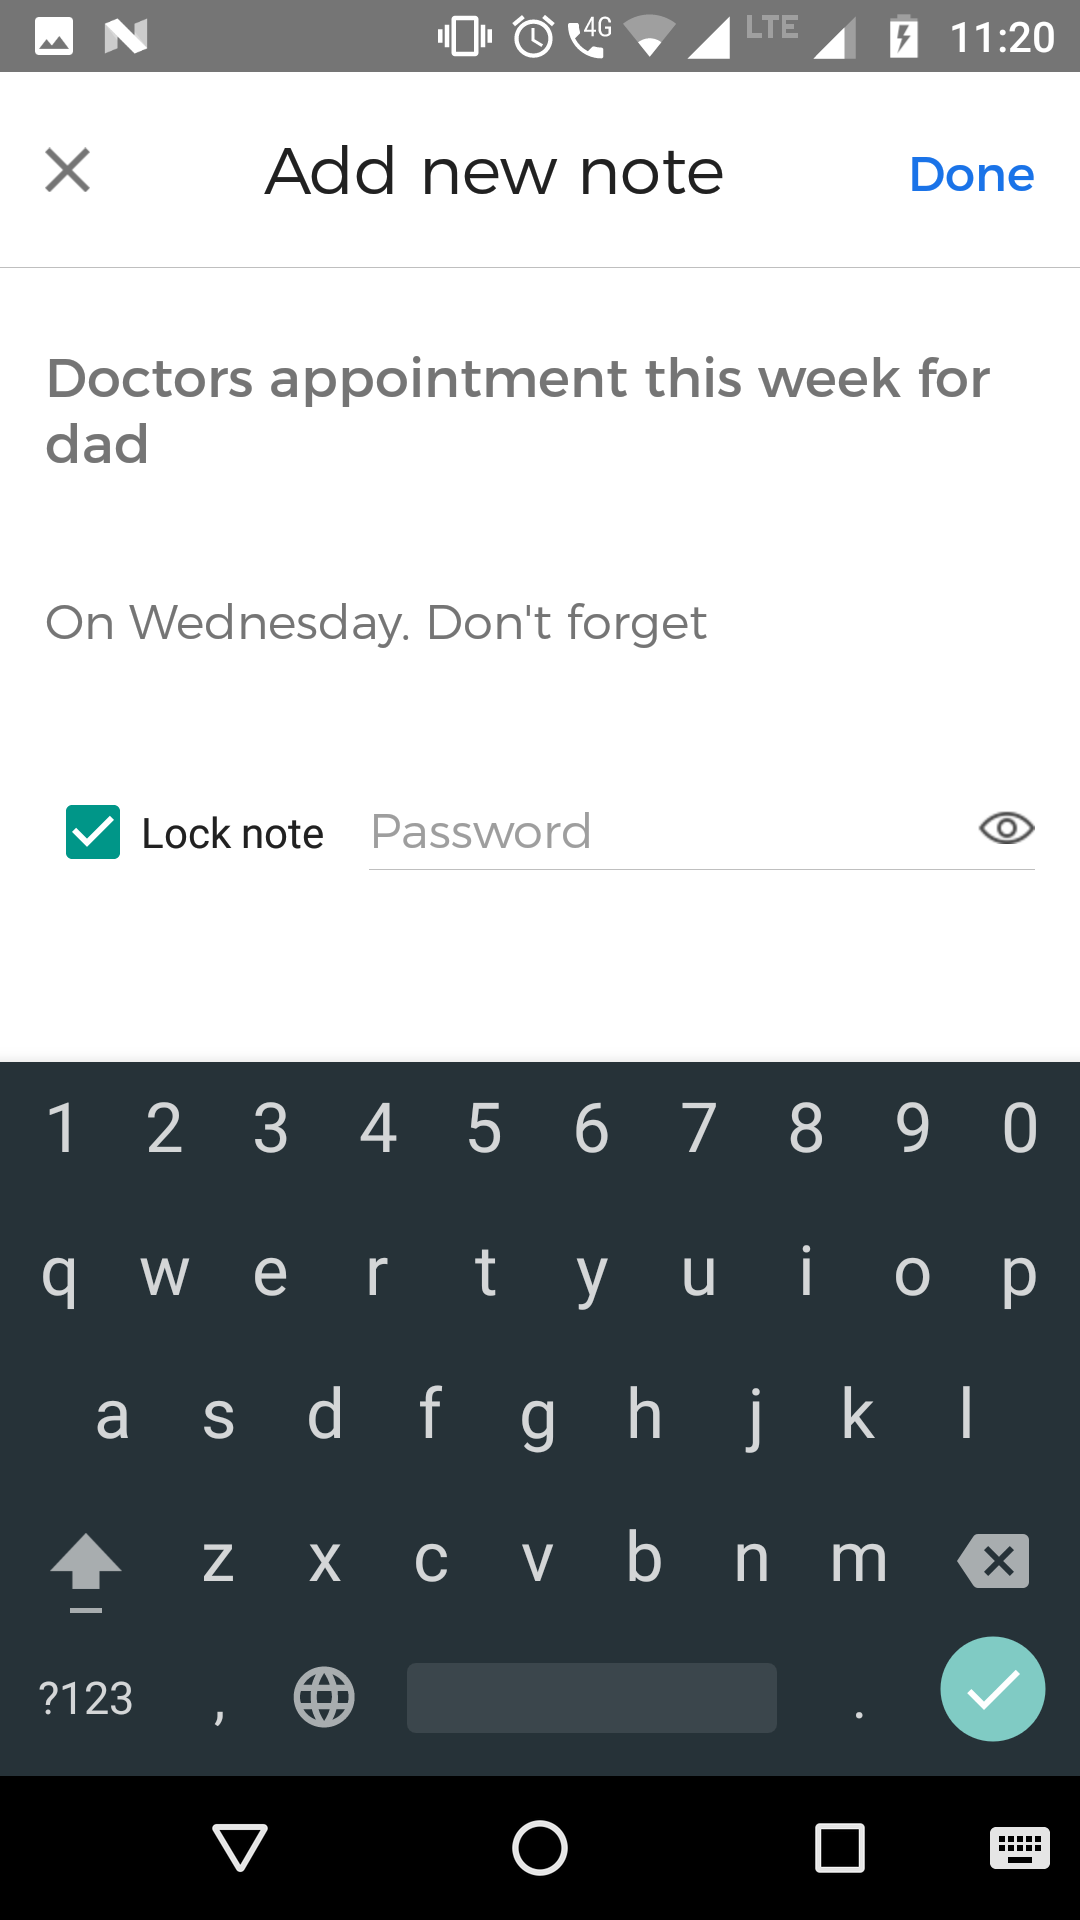 4G LTE 11:20
Add new note Done
Doctors appointment this week for
dad
On Wednesday. Don't forget
Lock note Password
1 2 3 4 5 6 7 8 9 0
q w e r t y u i o p
a s d f g h j k l
z x c v b n m
?123 , .